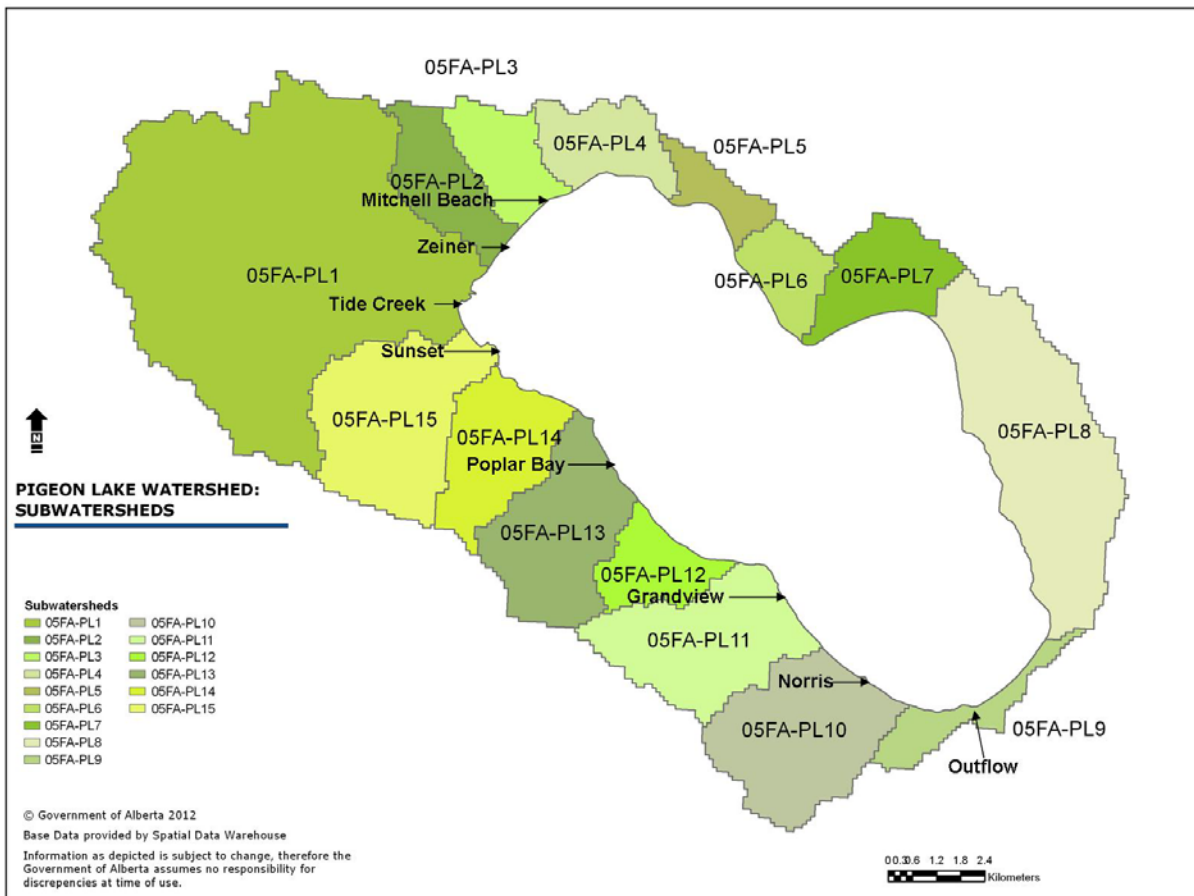 05FA-PL3
05FA-PL4
05FA-PL5
05FA-PL2
Mitchell Beach
Zeiner
05FA-PL1
05FA-PL6
05FA-PL7
Tide Creek
Sunset
05FA-PL15
05FA-PL14
05FA-PL8
Poplar Bay
N
PIGEON LAKE WATERSHED:
SUBWATERSHEDS
05FA-PL13
05FA-PL12
Grandview
05FA-PL11
Norris
05FA-PL10
05FA-PL9
Outflow
Subwatersheds
05FA-PL1
05FA-PL2
05FA-PL3
05FA-PL4
05FA-PL5
05FA-PL6
05FA-PL7
05FA-PL8
05FA-PL9
05FA-PL10
05FA-PL11
05FA-PL12
05FA-PL13
05FA-PL14
05FA-PL15
© Government of Alberta 2012
Base Data provided by Spatial Data Warehouse
Information as depicted is subject to change, therefore the
Government of Alberta assumes no responsibility for
discrepancies at time of use.
0 0.3 0.6 1.2 1.8 2.4
Kilometers